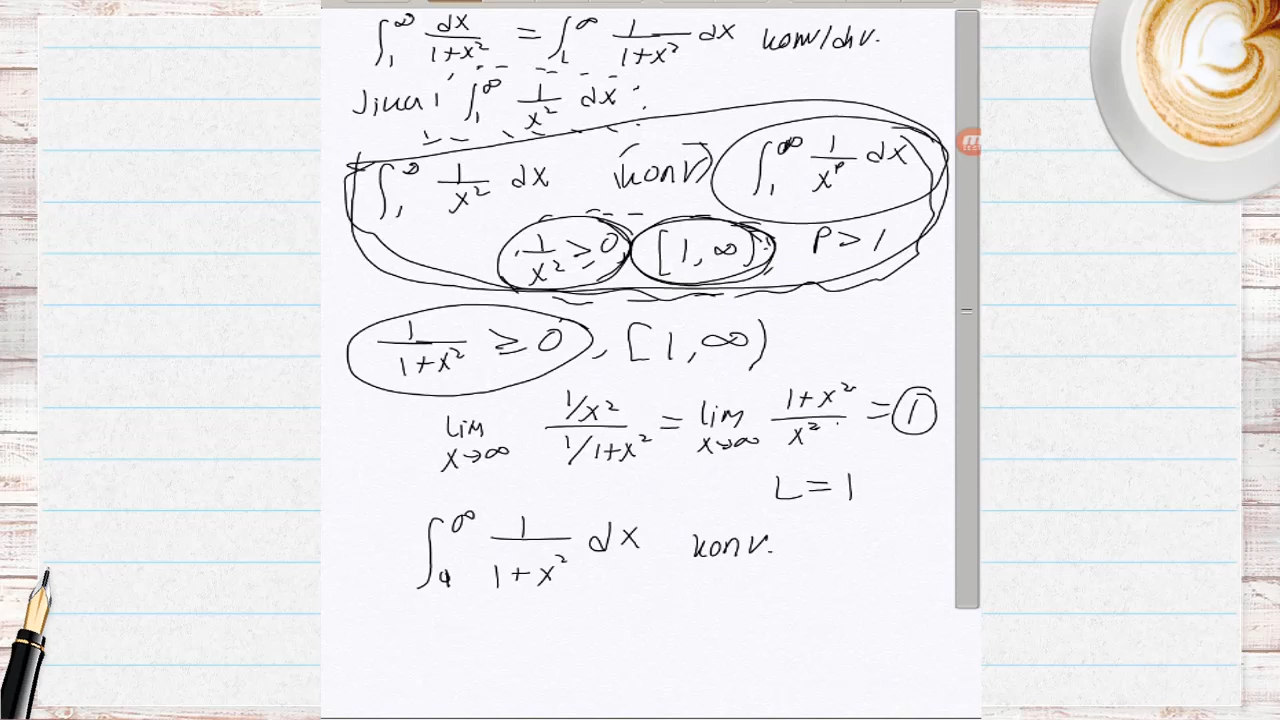 ∫₁^∞ dx/(1+x²) = ∫₁^∞ 1/(1+x²) dx konv/div.
∫₁^∞ 1/x² dx :
∫₁^∞ 1/x² dx (konv) ∫₁^∞ 1/x^p dx
1/x² ≥ 0 [1, ∞) p > 1
1/(1+x²) ≥ 0, [1, ∞)
lim x→∞ (1/x²)/(1/1+x²) = lim x→∞ (1+x²)/x² = 1
L = 1
∫₁^∞ 1/(1+x²) dx konv.